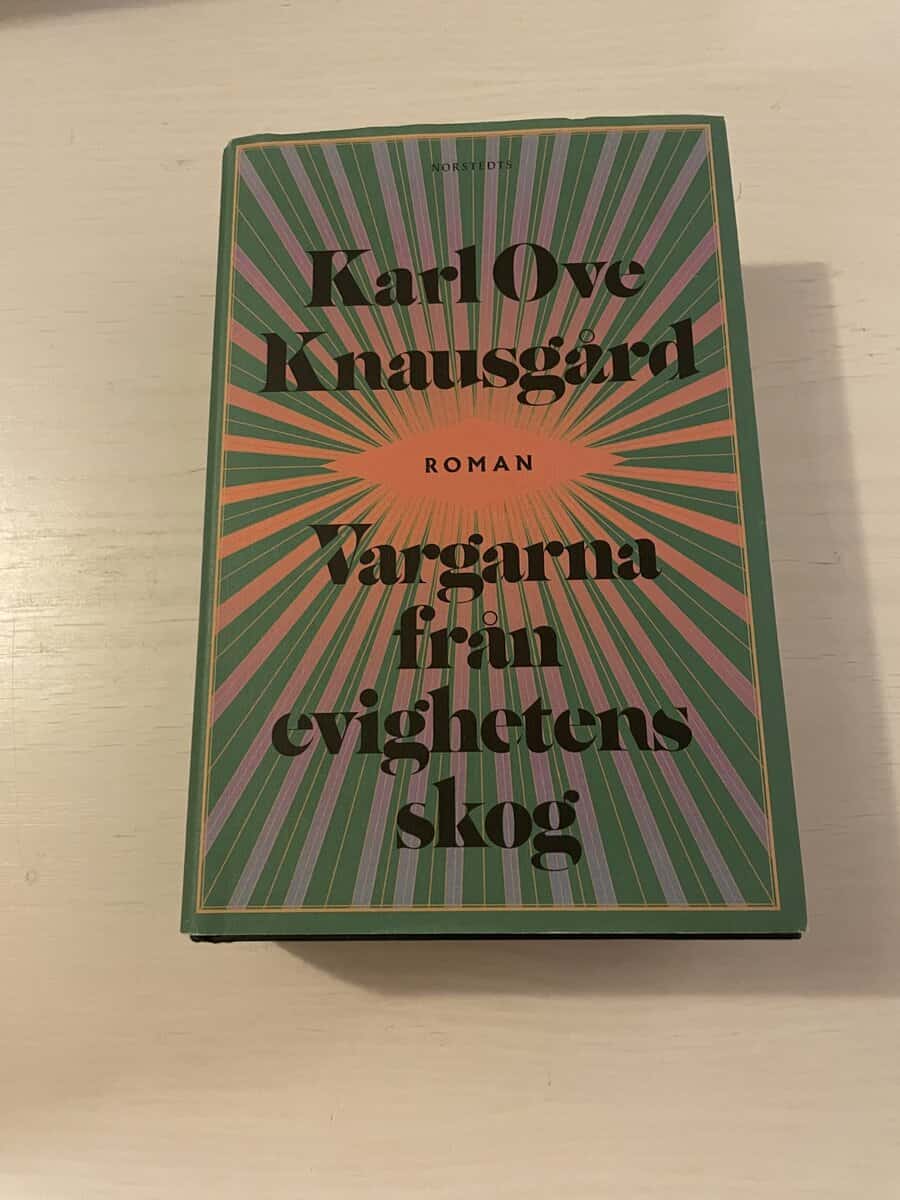 NORSTEDTS
Karl Ove
Knausgård
ROMAN
Vargarna
från
evighetens
skog